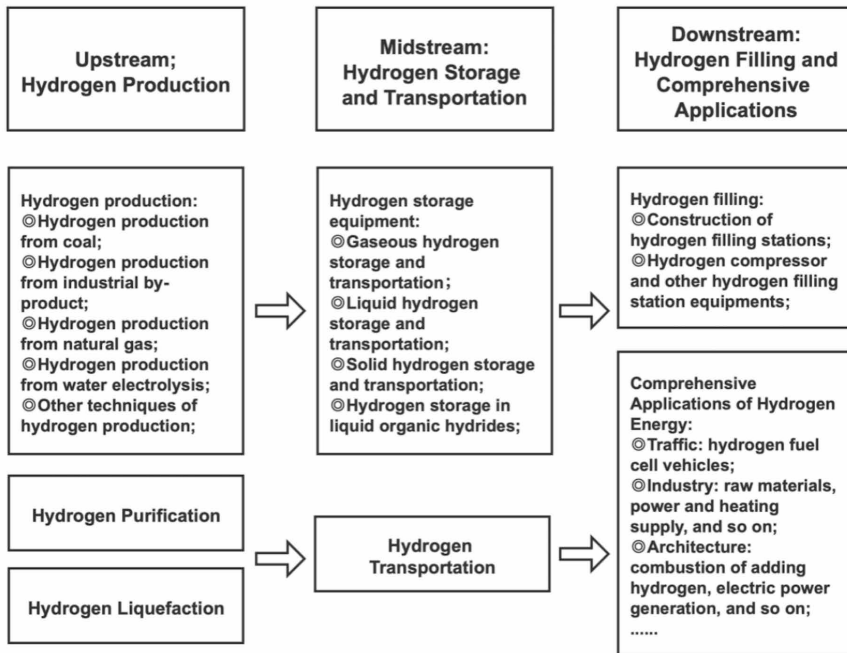 Upstream;
Hydrogen Production
Midstream:
Hydrogen Storage
and Transportation
Downstream:
Hydrogen Filling and
Comprehensive
Applications
Hydrogen production:
◎Hydrogen production
from coal;
◎Hydrogen production
from industrial by-
product;
◎Hydrogen production
from natural gas;
◎Hydrogen production
from water electrolysis;
◎Other techniques of
hydrogen production;
Hydrogen Purification
Hydrogen Liquefaction
Hydrogen storage
equipment:
◎Gaseous hydrogen
storage and
transportation;
◎Liquid hydrogen
storage and
transportation;
◎Solid hydrogen storage
and transportation;
◎Hydrogen storage in
liquid organic hydrides;
Hydrogen
Transportation
Hydrogen filling:
◎Construction of
hydrogen filling stations;
◎Hydrogen compressor
and other hydrogen filling
station equipments;
Comprehensive
Applications of Hydrogen
Energy:
◎Traffic: hydrogen fuel
cell vehicles;
◎Industry: raw materials,
power and heating
supply, and so on;
◎Architecture:
combustion of adding
hydrogen, electric power
generation, and so on;
......